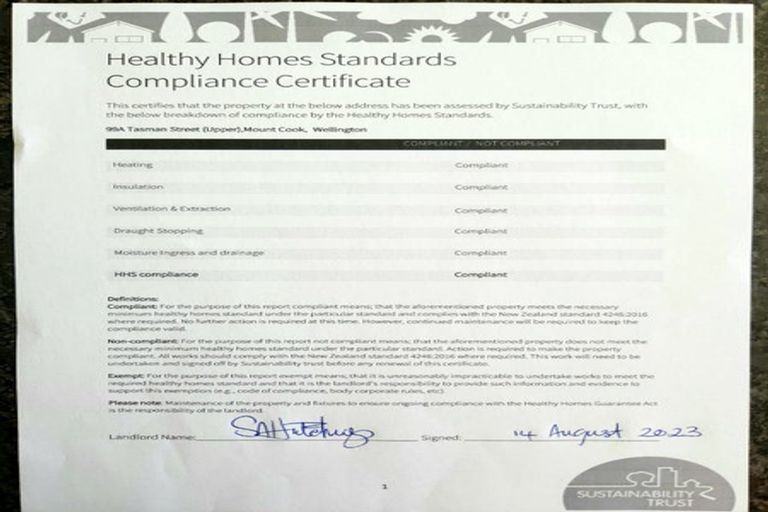 Healthy Homes Standards
Compliance Certificate
This certifies that the property at the below address has been assessed by Sustainability Trust, with
the below breakdown of compliance by the Healthy Homes Standards.
99A Tasman Street (Upper),Mount Cook, Wellington
COMPLIANT / NOT COMPLIANT
Heating Compliant
Insulation Compliant
Ventilation & Extraction Compliant
Draught Stopping Compliant
Moisture Ingress and drainage Compliant
HHS compliance Compliant
Definitions:
Compliant: For the purpose of this report compliant means; that the aforementioned property meets the necessary
minimum healthy homes standard under the particular standard and complies with the New Zealand standard 4246:2016
where required. No further action is required at this time. However, continued maintenance will be required to keep the
compliance valid.
Non-compliant: For the purpose of this report not compliant means; that the aforementioned property does not meet the
necessary minimum healthy homes standard under the particular standard. Action is required to make the property
compliant. All works should comply with the New Zealand standard 4246:2016 where required. This work will need to be
undertaken and signed off by Sustainability trust before any renewal of this certificate.
Exempt: For the purpose of this report exempt means; that it is unreasonably impracticable to undertake works to meet the
required healthy homes standard and that it is the landlord's responsibility to provide such information and evidence to
support this exemption (e.g., code of compliance, body corporate rules, etc)
Please note: Maintenance of the property and fixtures to ensure ongoing compliance with the Healthy Homes Guarantee Act
is the responsibility of the landlord.
Landlord Name: Signed: 14 August 2023
1
SUSTAINABILITY
TRUST